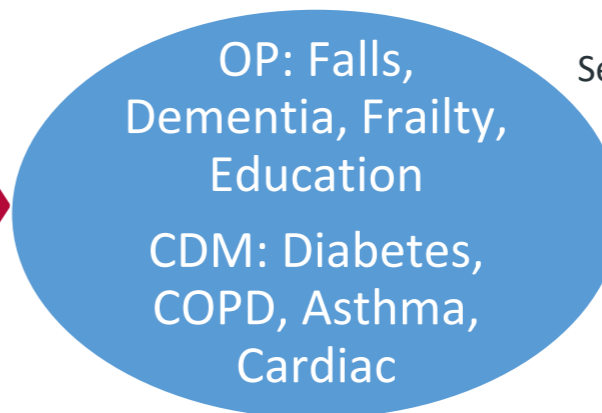 OP: Falls,
Dementia, Frailty,
Education
CDM: Diabetes,
COPD, Asthma,
Cardiac